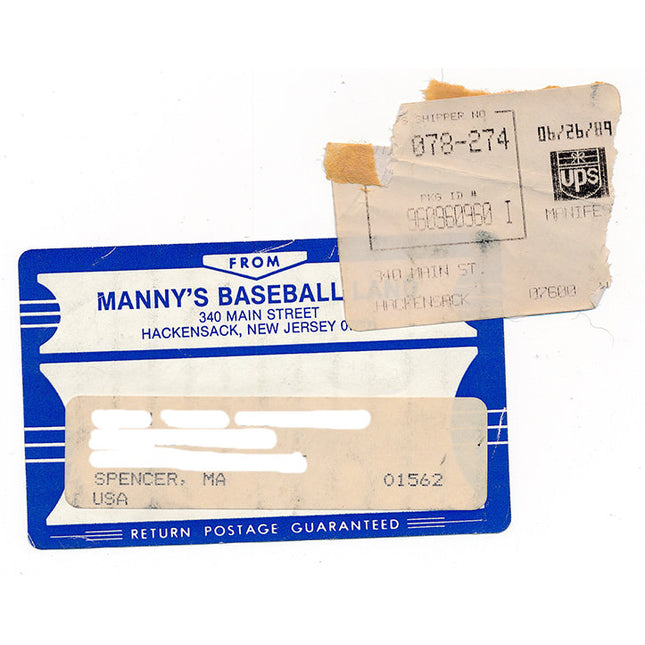 S SHIPPER NO
078-274
06/26/89
ups
PKG ID #
960960960 I
MANIFE
340 MAIN ST.
HACKENSACK 07600
FROM
MANNY'S BASEBALL LAND
340 MAIN STREET
HACKENSACK, NEW JERSEY
SPENCER, MA 01562
USA
RETURN POSTAGE GUARANTEED